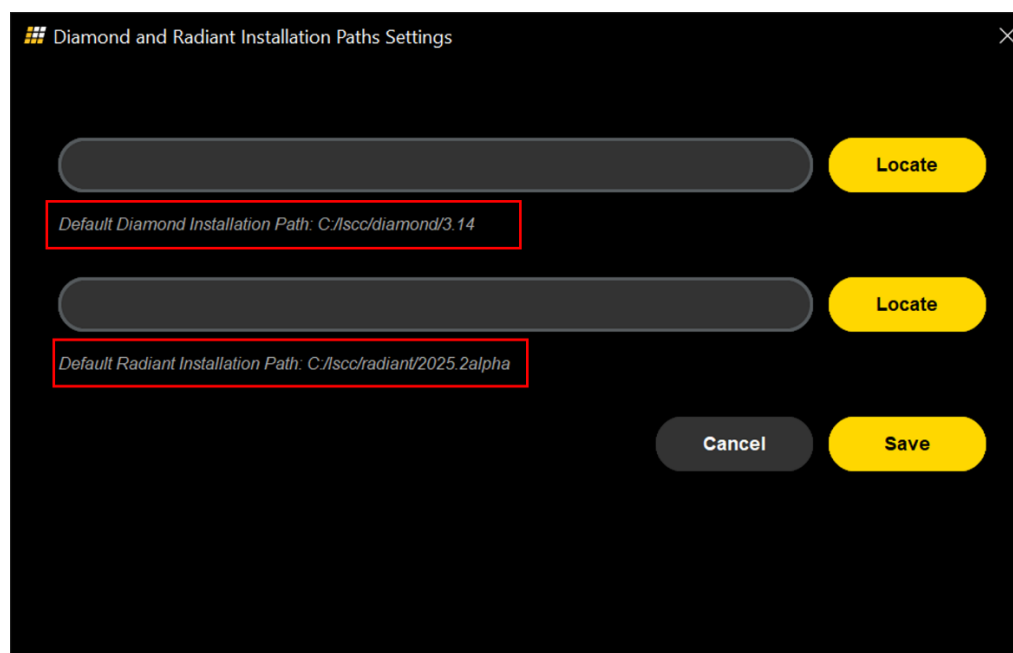 Diamond and Radiant Installation Paths Settings
Locate
Default Diamond Installation Path: C:/lscc/diamond/3.14
Locate
Default Radiant Installation Path: C:/lscc/radiant/2025.2alpha
Cancel
Save